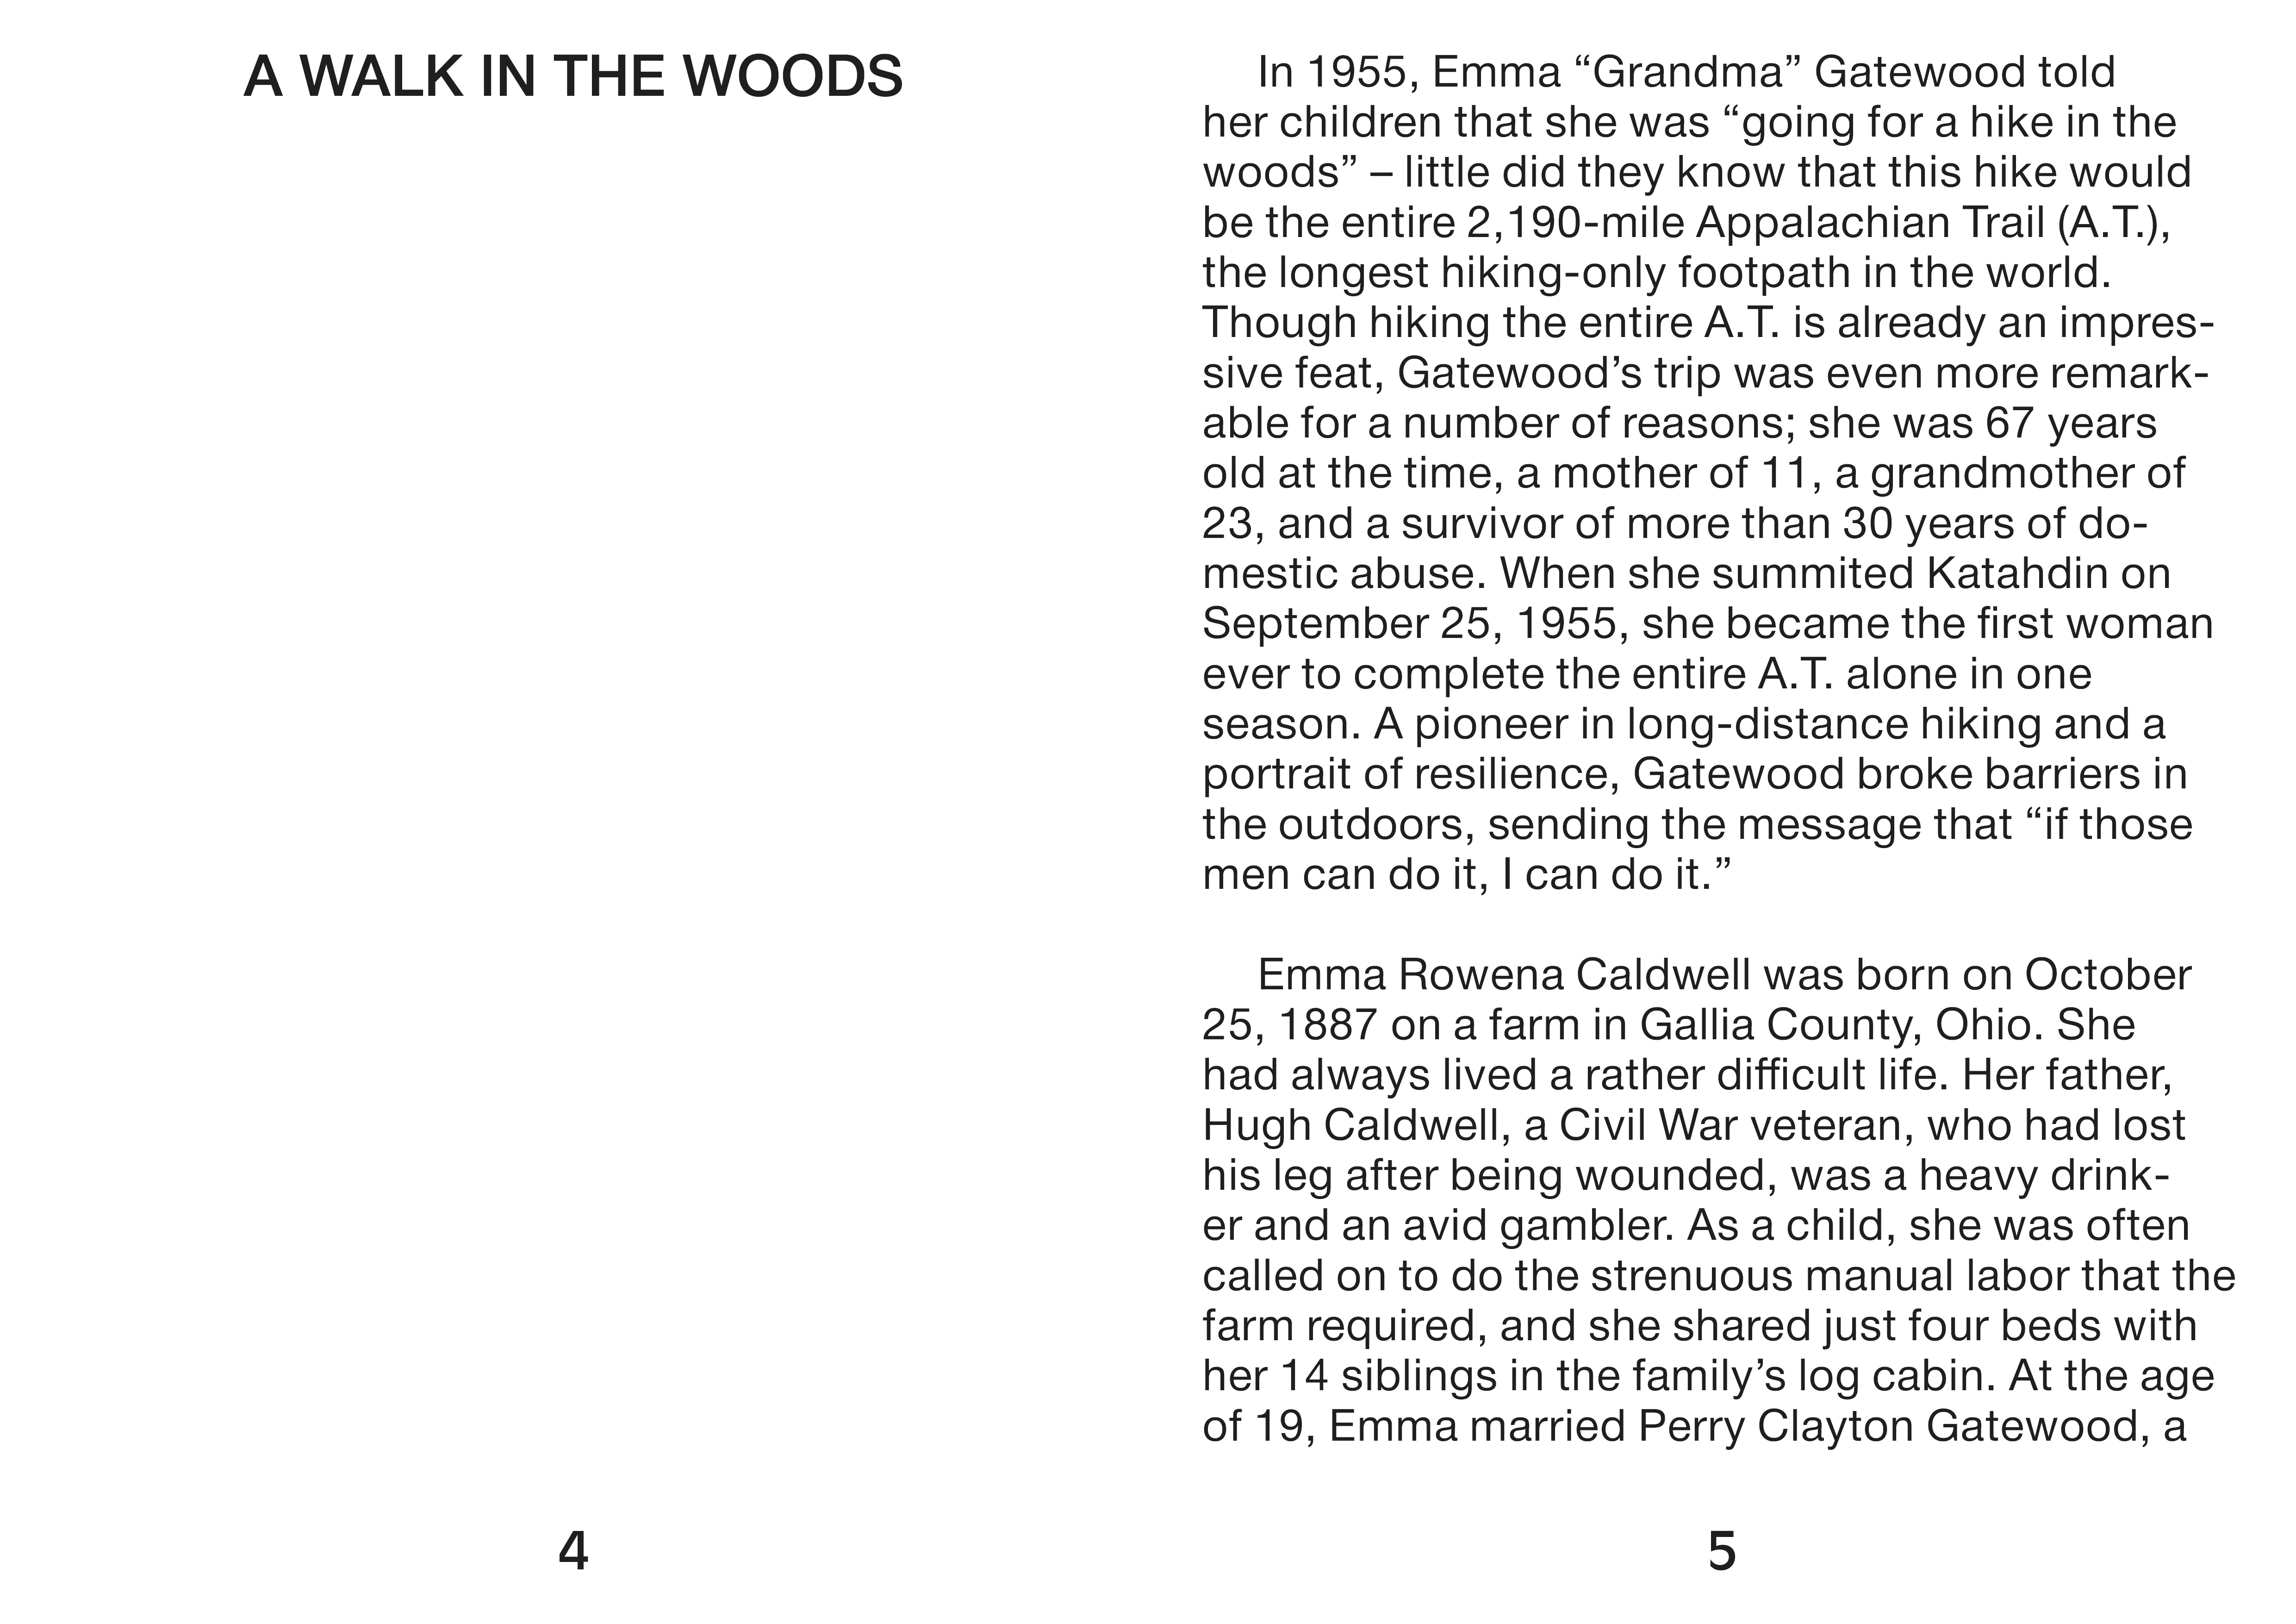 A WALK IN THE WOODS
In 1955, Emma “Grandma” Gatewood told
her children that she was “going for a hike in the
woods” – little did they know that this hike would
be the entire 2,190-mile Appalachian Trail (A.T.),
the longest hiking-only footpath in the world.
Though hiking the entire A.T. is already an impres-
sive feat, Gatewood’s trip was even more remark-
able for a number of reasons; she was 67 years
old at the time, a mother of 11, a grandmother of
23, and a survivor of more than 30 years of do-
mestic abuse. When she summited Katahdin on
September 25, 1955, she became the first woman
ever to complete the entire A.T. alone in one
season. A pioneer in long-distance hiking and a
portrait of resilience, Gatewood broke barriers in
the outdoors, sending the message that “if those
men can do it, I can do it.”
Emma Rowena Caldwell was born on October
25, 1887 on a farm in Gallia County, Ohio. She
had always lived a rather difficult life. Her father,
Hugh Caldwell, a Civil War veteran, who had lost
his leg after being wounded, was a heavy drink-
er and an avid gambler. As a child, she was often
called on to do the strenuous manual labor that the
farm required, and she shared just four beds with
her 14 siblings in the family’s log cabin. At the age
of 19, Emma married Perry Clayton Gatewood, a
4
5